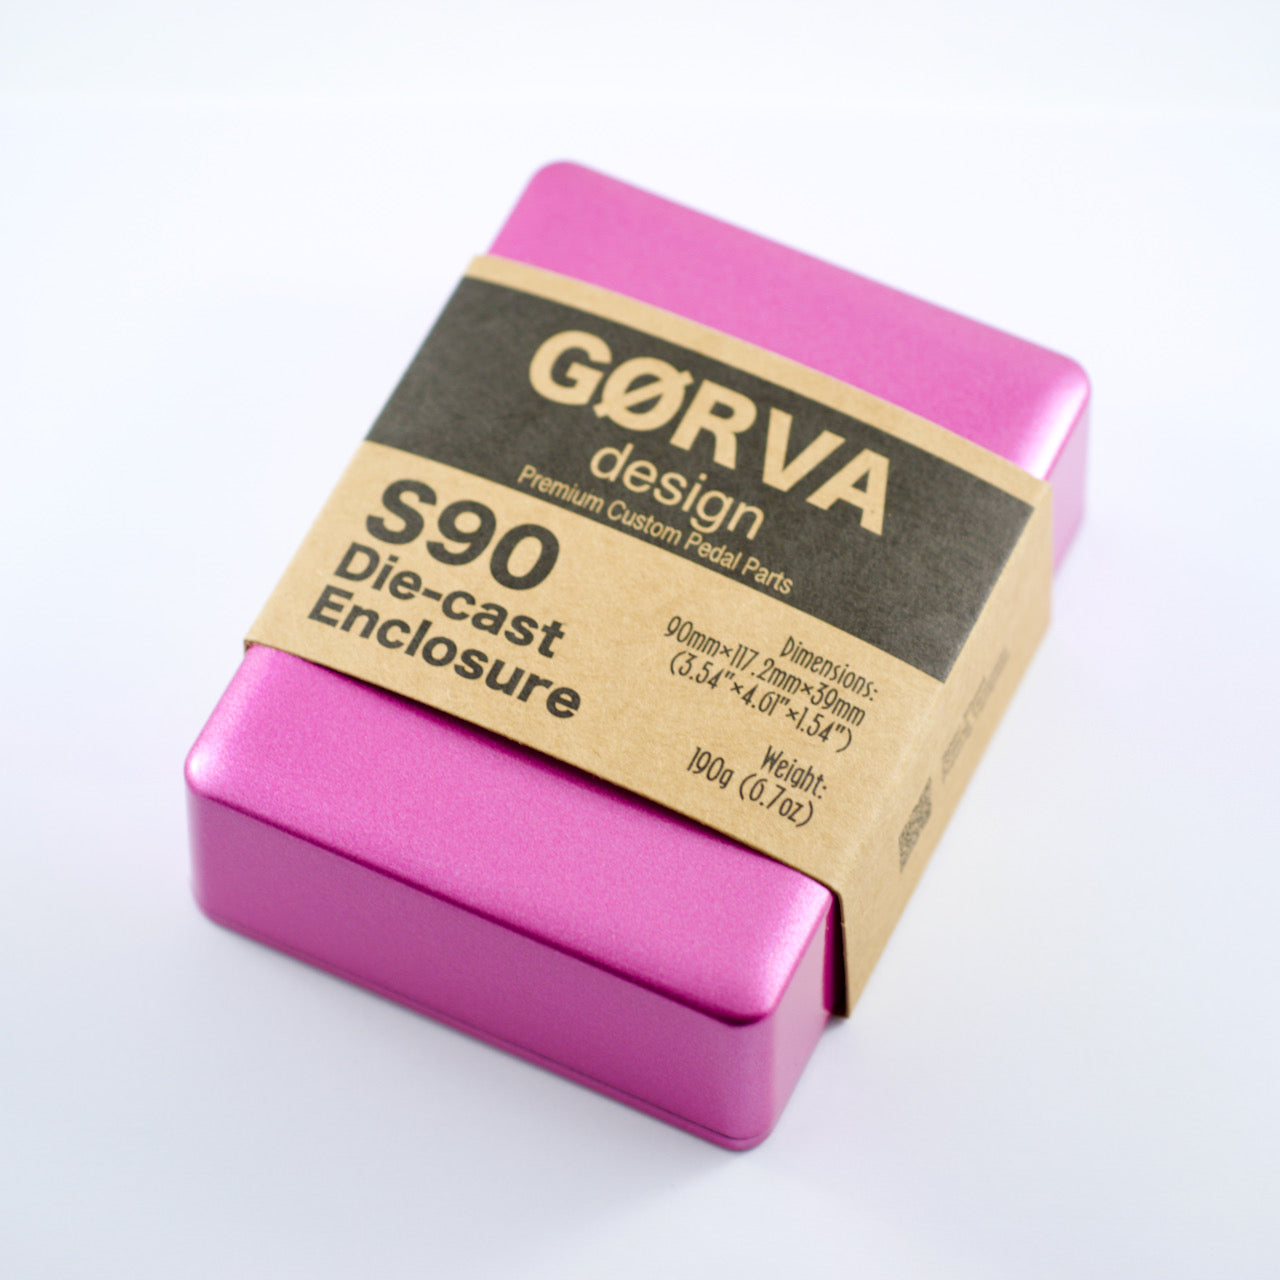 GØRVA
design
Premium Custom Pedal Parts
S90
Die-cast
Enclosure
Dimensions:
90mm×117.2mm×39mm
(3.54"×4.61"×1.54")
Weight:
190g (6.7oz)